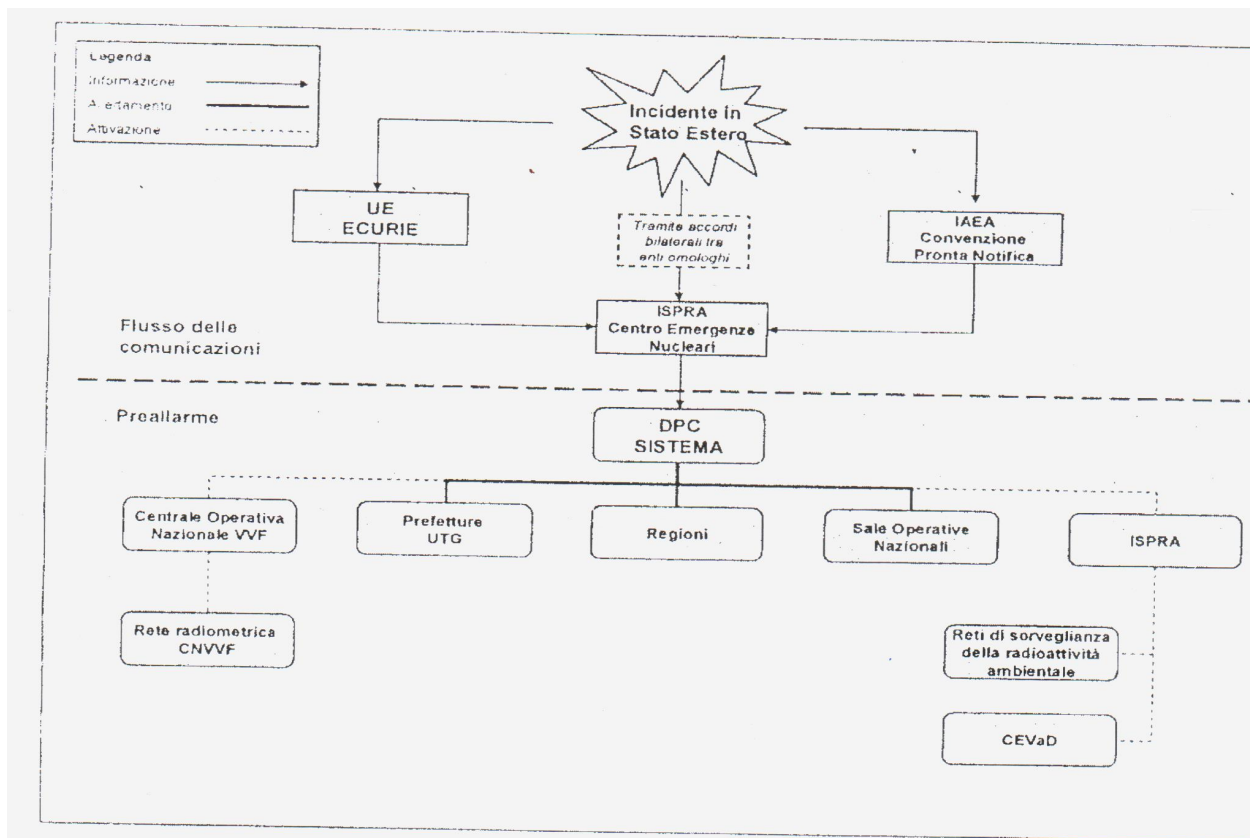 Legenda
Informazione
Allertamento
Attivazione
Incidente in
Stato Estero
UE
ECURIE
Tramite accordi
bilaterali tra
enti omologhi
IAEA
Convenzione
Pronta Notifica
ISPRA
Centro Emergenze
Nucleari
Flusso delle
comunicazioni
Preallarme
DPC
SISTEMA
Centrale Operativa
Nazionale VVF
Prefetture
UTG
Regioni
Sale Operative
Nazionali
ISPRA
Rete radiometrica
CNVVF
Reti di sorveglianza
della radioattività
ambientale
CEVaD